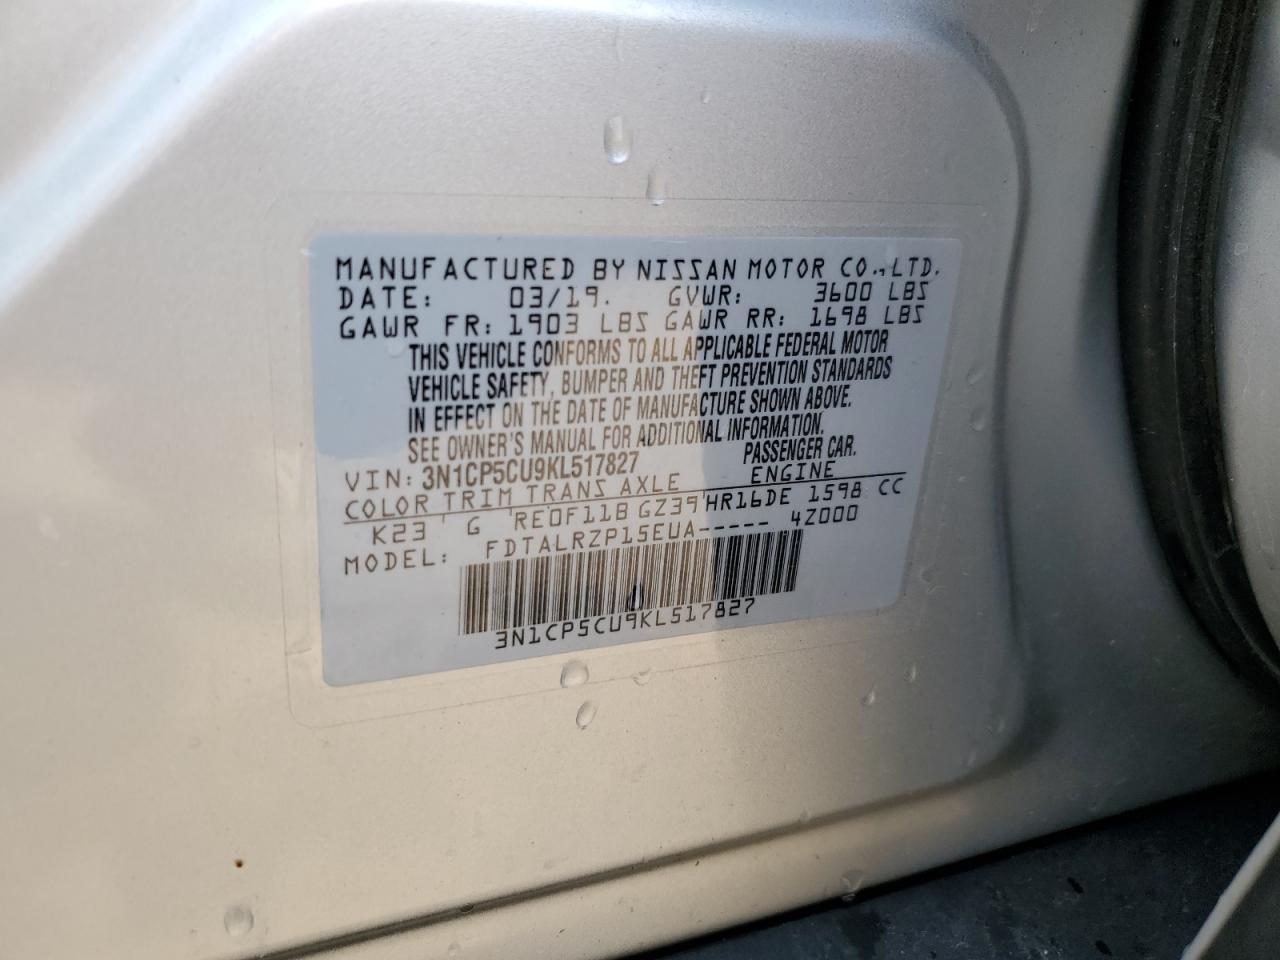 MANUFACTURED BY NISSAN MOTOR CO., LTD.
DATE: 03/19. GVWR: 3600 LBS
GAWR FR: 1903 LBS GAWR RR: 1698 LBS
THIS VEHICLE CONFORMS TO ALL APPLICABLE FEDERAL MOTOR
VEHICLE SAFETY, BUMPER AND THEFT PREVENTION STANDARDS
IN EFFECT ON THE DATE OF MANUFACTURE SHOWN ABOVE.
SEE OWNER'S MANUAL FOR ADDITIONAL INFORMATION.
VIN: 3N1CP5CU9KL517827 PASSENGER CAR.
COLOR TRIM TRANS AXLE ENGINE
K23 G RE0F11B GZ39 HR16DE 1598 CC
MODEL: FDTALRZP15EUA----- 4Z000
3N1CP5CU9KL517827